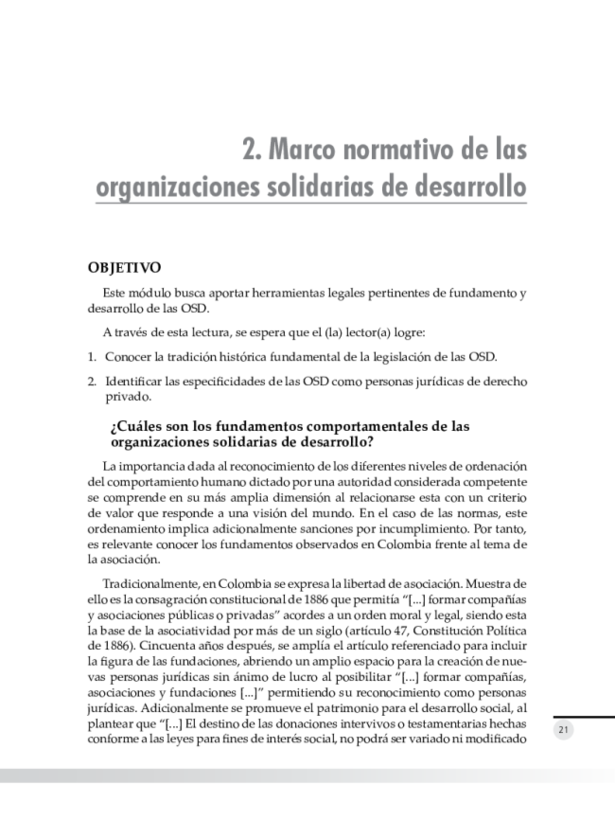 2. Marco normativo de las
organizaciones solidarias de desarrollo
OBJETIVO
Este módulo busca aportar herramientas legales pertinentes de fundamento y
desarrollo de las OSD.
A través de esta lectura, se espera que el (la) lector(a) logre:
1. Conocer la tradición histórica fundamental de la legislación de las OSD.
2. Identificar las especificidades de las OSD como personas jurídicas de derecho
privado.
¿Cuáles son los fundamentos comportamentales de las
organizaciones solidarias de desarrollo?
La importancia dada al reconocimiento de los diferentes niveles de ordenación
del comportamiento humano dictado por una autoridad considerada competente
se comprende en su más amplia dimensión al relacionarse esta con un criterio
de valor que responde a una visión del mundo. En el caso de las normas, este
ordenamiento implica adicionalmente sanciones por incumplimiento. Por tanto,
es relevante conocer los fundamentos observados en Colombia frente al tema de
la asociación.
Tradicionalmente, en Colombia se expresa la libertad de asociación. Muestra de
ello es la consagración constitucional de 1886 que permitía “[...] formar compañías
y asociaciones públicas o privadas” acordes a un orden moral y legal, siendo esta
la base de la asociatividad por más de un siglo (artículo 47, Constitución Política
de 1886). Cincuenta años después, se amplía el artículo referenciado para incluir
la figura de las fundaciones, abriendo un amplio espacio para la creación de nue-
vas personas jurídicas sin ánimo de lucro al posibilitar “[...] formar compañías,
asociaciones y fundaciones [...]” permitiendo su reconocimiento como personas
jurídicas. Adicionalmente se promueve el patrimonio para el desarrollo social, al
plantear que “[...] El destino de las donaciones intervivos o testamentarias hechas
conforme a las leyes para fines de interés social, no podrá ser variado ni modificado
21